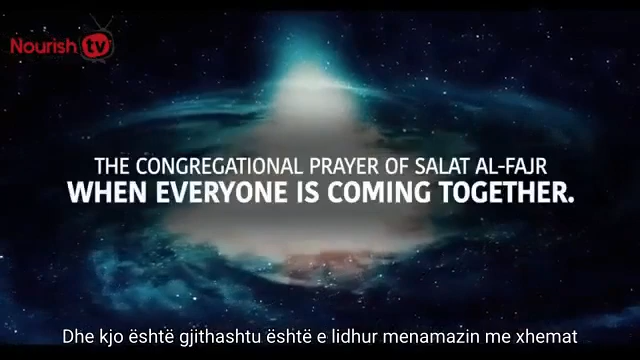 Nourish tv
THE CONGREGATIONAL PRAYER OF SALAT AL-FAJR
WHEN EVERYONE IS COMING TOGETHER.
Dhe kjo është gjithashtu është e lidhur menamazin me xhemat